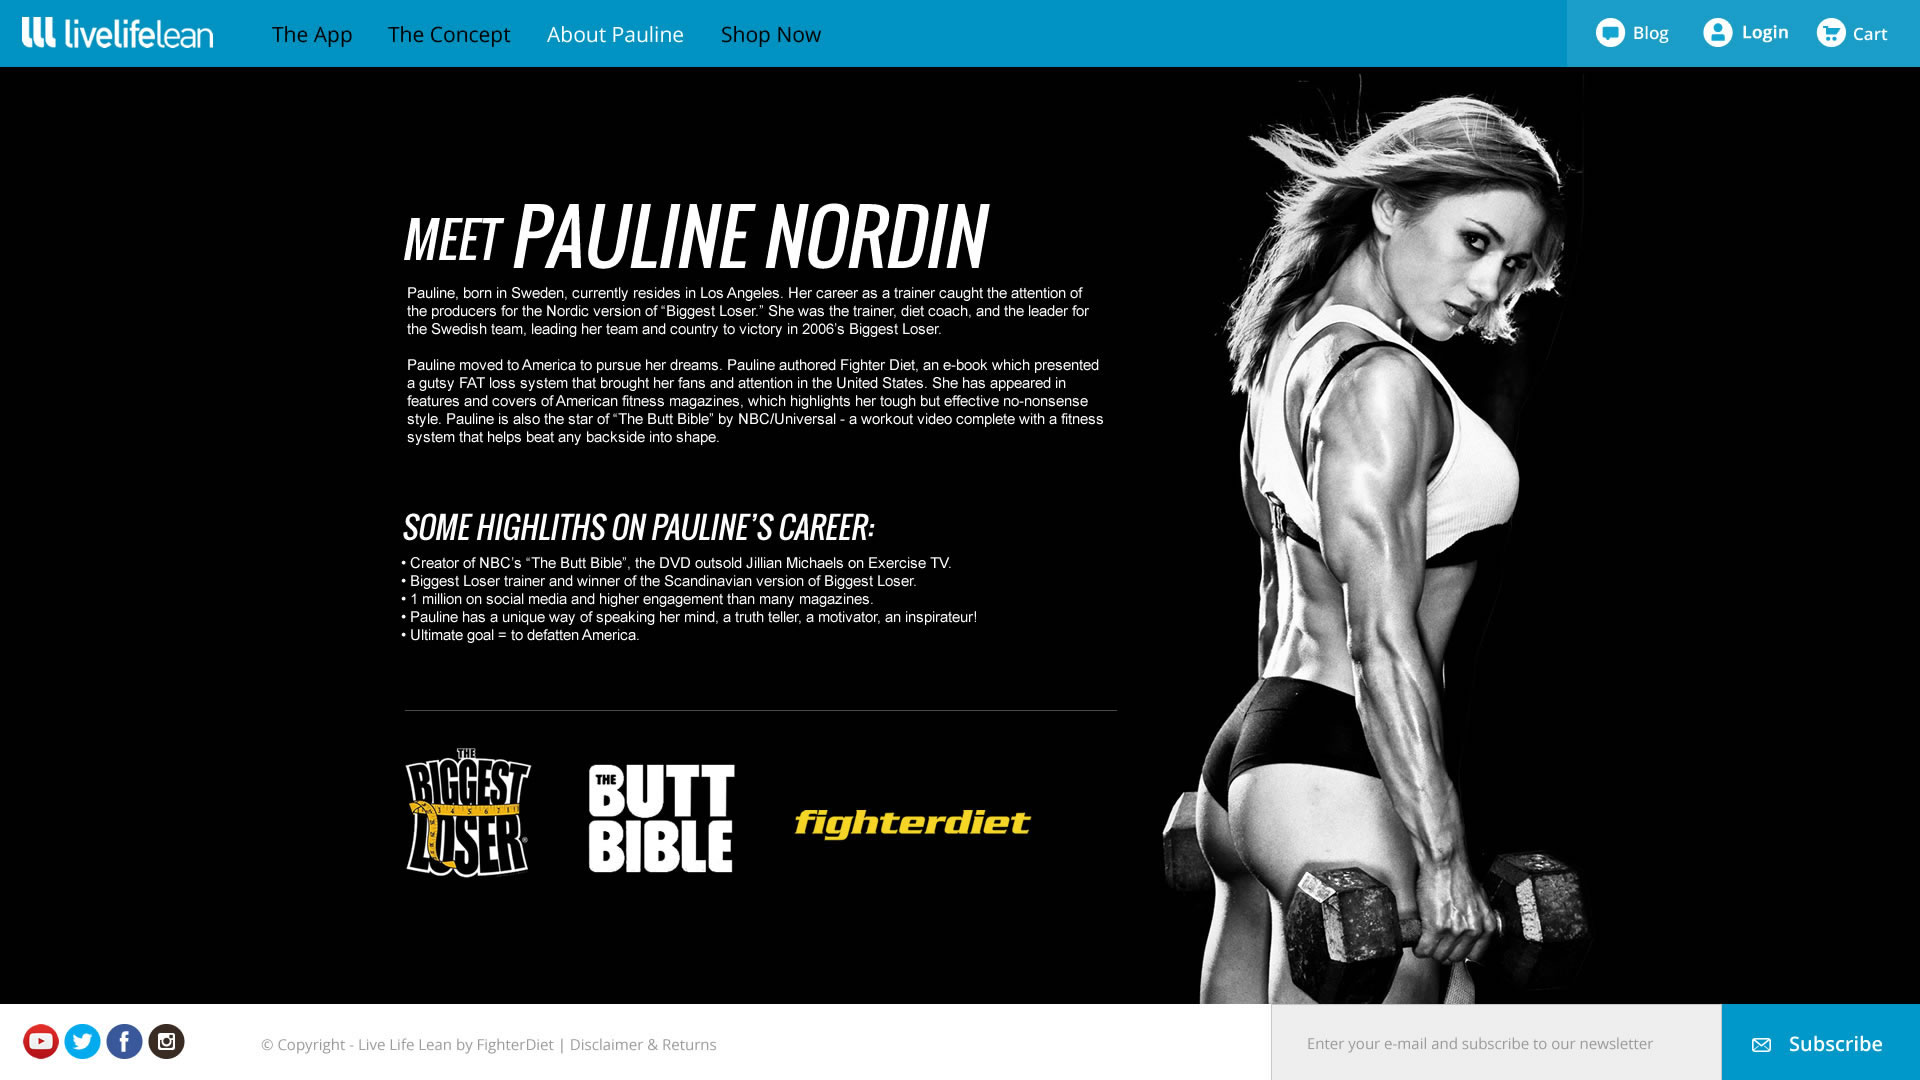 livelifelean
The App
The Concept
About Pauline
Shop Now
Blog
Login
Cart
MEET PAULINE NORDIN
Pauline, born in Sweden, currently resides in Los Angeles. Her career as a trainer caught the attention of
the producers for the Nordic version of “Biggest Loser.” She was the trainer, diet coach, and the leader for
the Swedish team, leading her team and country to victory in 2006’s Biggest Loser.
Pauline moved to America to pursue her dreams. Pauline authored Fighter Diet, an e-book which presented
a gutsy FAT loss system that brought her fans and attention in the United States. She has appeared in
features and covers of American fitness magazines, which highlights her tough but effective no-nonsense
style. Pauline is also the star of “The Butt Bible” by NBC/Universal - a workout video complete with a fitness
system that helps beat any backside into shape.
SOME HIGHLITHS ON PAULINE’S CAREER:
• Creator of NBC’s “The Butt Bible”, the DVD outsold Jillian Michaels on Exercise TV.
• Biggest Loser trainer and winner of the Scandinavian version of Biggest Loser.
• 1 million on social media and higher engagement than many magazines.
• Pauline has a unique way of speaking her mind, a truth teller, a motivator, an inspirateur!
• Ultimate goal = to defatten America.
THE
BIGGEST
LOSER®
THE BUTT
BIBLE
fighterdiet
© Copyright - Live Life Lean by FighterDiet | Disclaimer & Returns
Enter your e-mail and subscribe to our newsletter
Subscribe